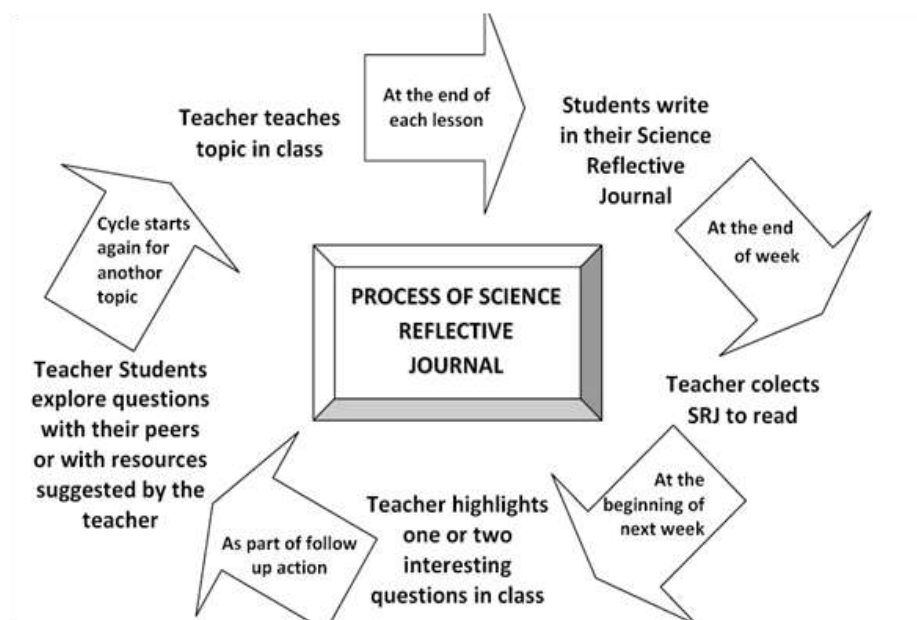 Teacher teaches
topic in class
At the end of
each lesson
Students write
in their Science
Reflective
Journal
At the end
of week
Teacher colects
SRJ to read
At the
beginning of
next week
Teacher highlights
one or two
interesting
questions in class
As part of follow
up action
Teacher Students
explore questions
with their peers
or with resources
suggested by the
teacher
Cycle starts
again for
anothor
topic
PROCESS OF SCIENCE
REFLECTIVE
JOURNAL